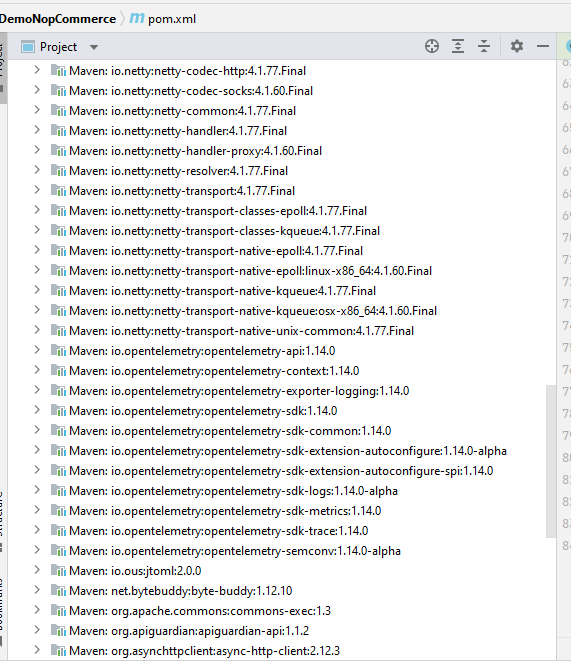 DemoNopCommerce pom.xml
Project
Maven: io.netty:netty-codec-http:4.1.77.Final
Maven: io.netty:netty-codec-socks:4.1.60.Final
Maven: io.netty:netty-common:4.1.77.Final
Maven: io.netty:netty-handler:4.1.77.Final
Maven: io.netty:netty-handler-proxy:4.1.60.Final
Maven: io.netty:netty-resolver:4.1.77.Final
Maven: io.netty:netty-transport:4.1.77.Final
Maven: io.netty:netty-transport-classes-epoll:4.1.77.Final
Maven: io.netty:netty-transport-classes-kqueue:4.1.77.Final
Maven: io.netty:netty-transport-native-epoll:4.1.77.Final
Maven: io.netty:netty-transport-native-epoll:linux-x86_64:4.1.60.Final
Maven: io.netty:netty-transport-native-kqueue:4.1.77.Final
Maven: io.netty:netty-transport-native-kqueue:osx-x86_64:4.1.60.Final
Maven: io.netty:netty-transport-native-unix-common:4.1.77.Final
Maven: io.opentelemetry:opentelemetry-api:1.14.0
Maven: io.opentelemetry:opentelemetry-context:1.14.0
Maven: io.opentelemetry:opentelemetry-exporter-logging:1.14.0
Maven: io.opentelemetry:opentelemetry-sdk:1.14.0
Maven: io.opentelemetry:opentelemetry-sdk-common:1.14.0
Maven: io.opentelemetry:opentelemetry-sdk-extension-autoconfigure:1.14.0-alpha
Maven: io.opentelemetry:opentelemetry-sdk-extension-autoconfigure-spi:1.14.0
Maven: io.opentelemetry:opentelemetry-sdk-logs:1.14.0-alpha
Maven: io.opentelemetry:opentelemetry-sdk-metrics:1.14.0
Maven: io.opentelemetry:opentelemetry-sdk-trace:1.14.0
Maven: io.opentelemetry:opentelemetry-semconv:1.14.0-alpha
Maven: io.ous:jtoml:2.0.0
Maven: net.bytebuddy:byte-buddy:1.12.10
Maven: org.apache.commons:commons-exec:1.3
Maven: org.apiguardian:apiguardian-api:1.1.2
Maven: org.asynchttpclient:async-http-client:2.12.3